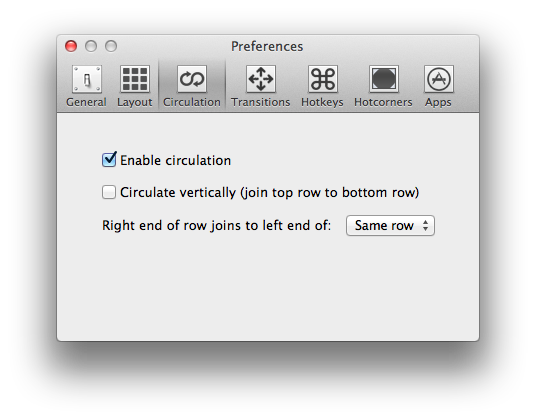 Preferences
General Layout Circulation Transitions Hotkeys Hotcorners Apps
Enable circulation
Circulate vertically (join top row to bottom row)
Right end of row joins to left end of: Same row